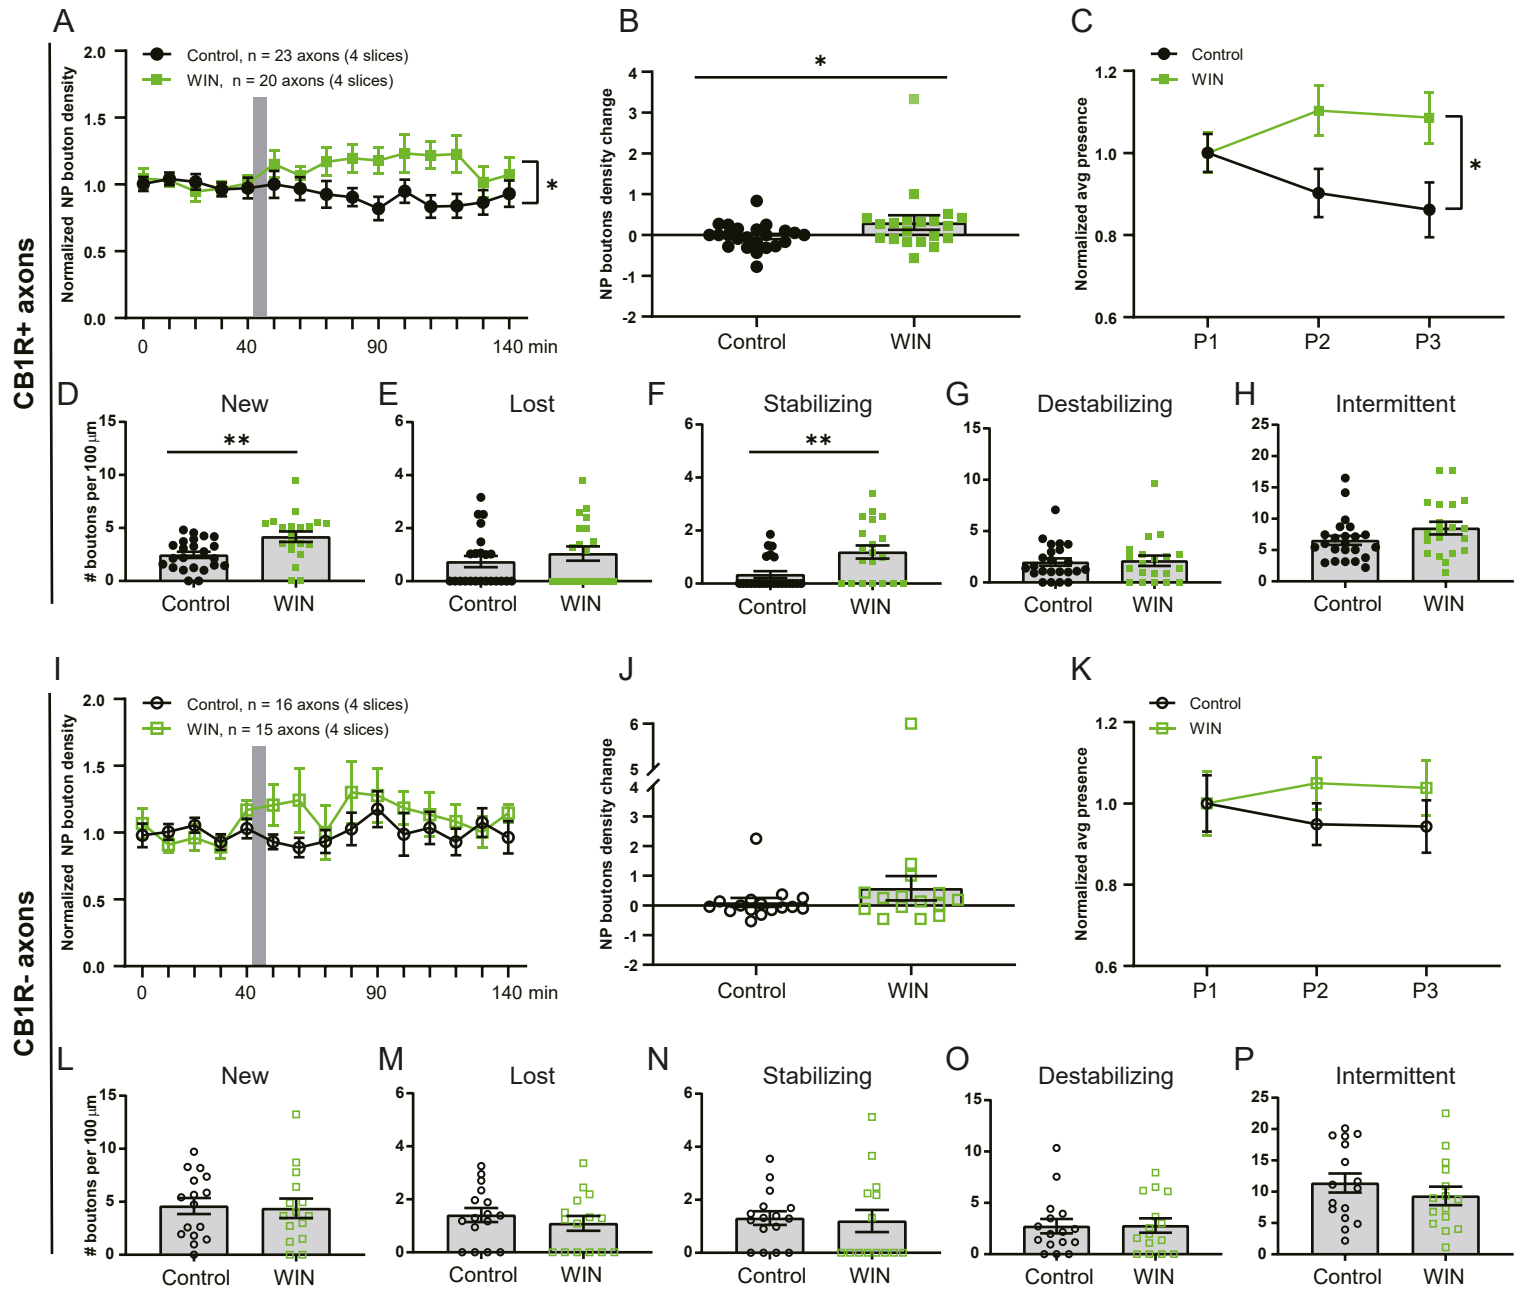 CB1R+ axons
A
Normalized NP bouton density
2.0
1.5
1.0
0.5
0.0
Control, n = 23 axons (4 slices)
WIN, n = 20 axons (4 slices)
*
0 40 90 140 min
B
NP boutons density change
4
3
2
1
0
-1
-2
*
Control WIN
C
Normalized avg presence
1.2
1.0
0.8
0.6
Control
WIN
*
P1 P2 P3
D
New
# boutons per 100 μm
15
10
5
0
**
Control WIN
E
Lost
6
4
2
0
Control WIN
F
Stabilizing
6
4
2
0
**
Control WIN
G
Destabilizing
15
10
5
0
Control WIN
H
Intermittent
25
20
15
10
5
0
Control WIN
CB1R- axons
I
Normalized NP bouton density
2.0
1.5
1.0
0.5
0.0
Control, n = 16 axons (4 slices)
WIN, n = 15 axons (4 slices)
0 40 90 140 min
J
NP boutons density change
6
5
4
3
2
1
0
-1
-2
Control WIN
K
Normalized avg presence
1.2
1.0
0.8
0.6
Control
WIN
P1 P2 P3
L
New
# boutons per 100 μm
15
10
5
0
Control WIN
M
Lost
6
4
2
0
Control WIN
N
Stabilizing
6
4
2
0
Control WIN
O
Destabilizing
15
10
5
0
Control WIN
P
Intermittent
25
20
15
10
5
0
Control WIN